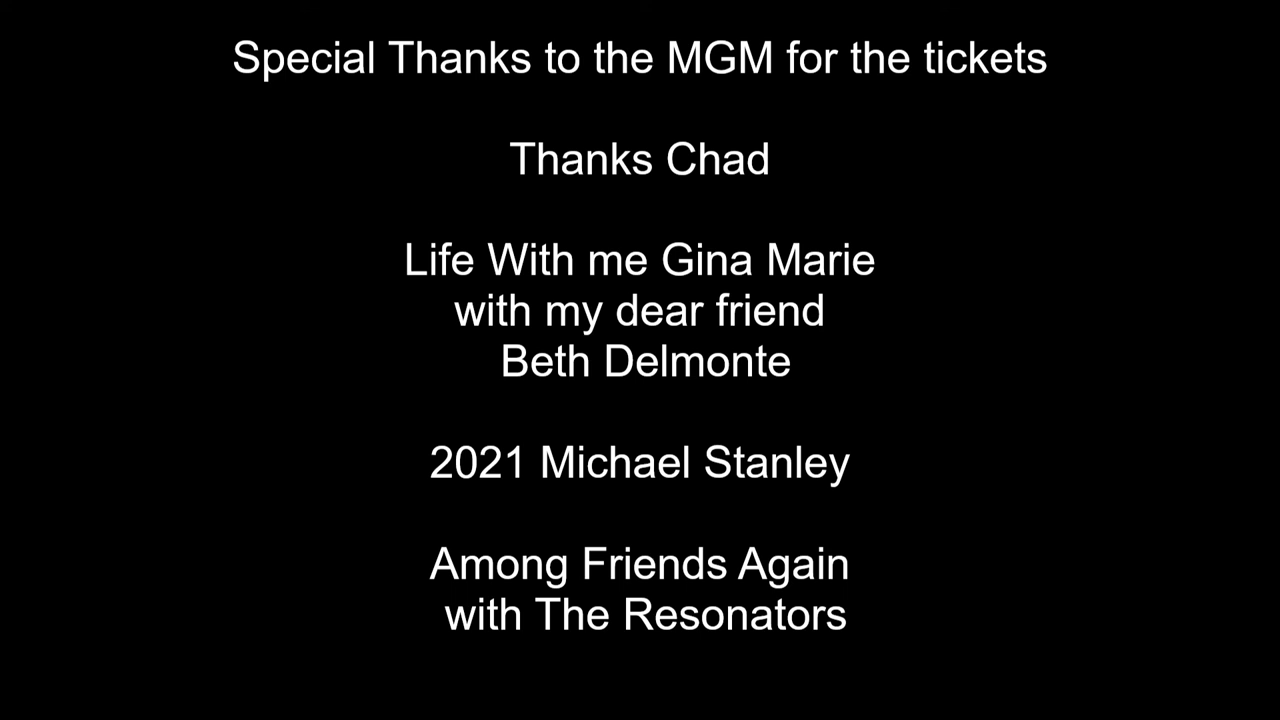 Special Thanks to the MGM for the tickets
Thanks Chad
Life With me Gina Marie
with my dear friend
Beth Delmonte
2021 Michael Stanley
Among Friends Again
with The Resonators